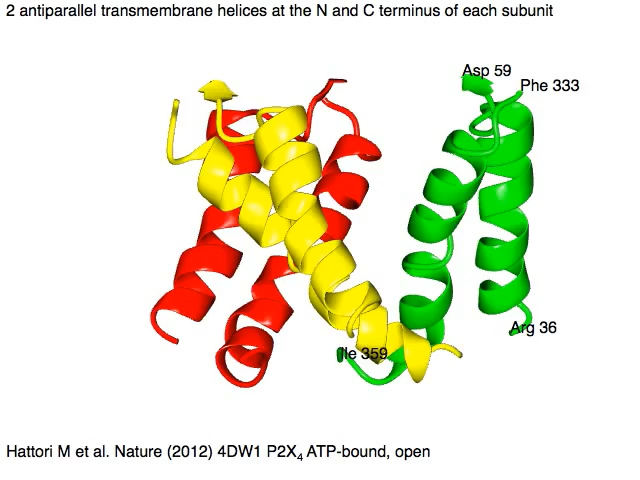 2 antiparallel transmembrane helices at the N and C terminus of each subunit
Asp 59
Phe 333
Arg 36
Ile 359
Hattori M et al. Nature (2012) 4DW1 P2X4 ATP-bound, open